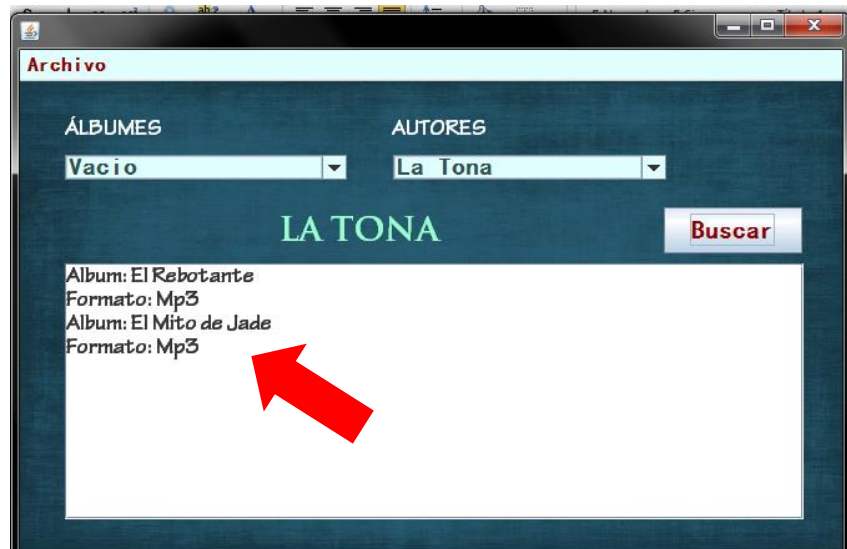 Archivo
ÁLBUMES AUTORES
Vacio La Tona
LA TONA Buscar
Album: El Rebotante
Formato: Mp3
Album: El Mito de Jade
Formato: Mp3